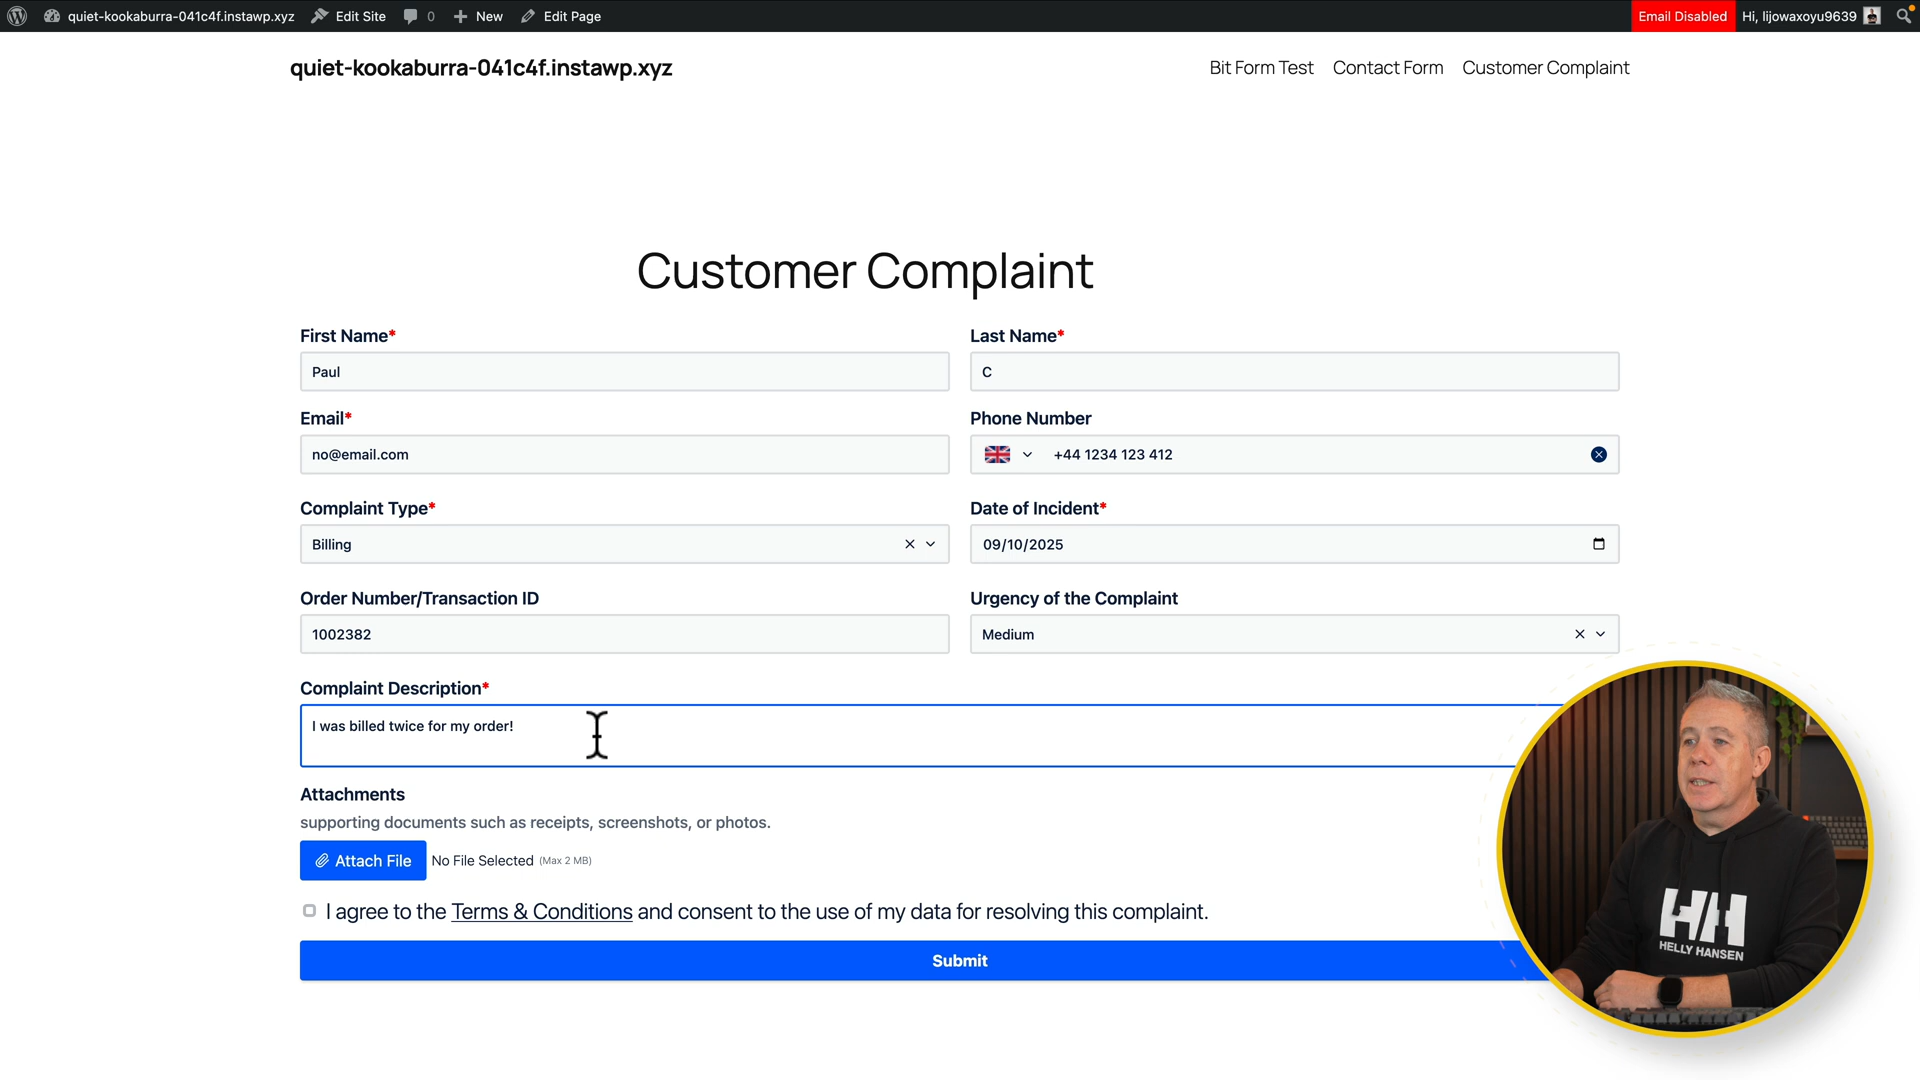 quiet-kookaburra-041c4f.instawp.xyz Edit Site 0 New Edit Page Email Disabled Hi, lijowaxoyu9639
quiet-kookaburra-041c4f.instawp.xyz Bit Form Test Contact Form Customer Complaint
Customer Complaint
First Name* Last Name*
Paul C
Email* Phone Number
no@email.com +44 1234 123 412
Complaint Type* Date of Incident*
Billing 09/10/2025
Order Number/Transaction ID Urgency of the Complaint
1002382 Medium
Complaint Description*
I was billed twice for my order!
Attachments
supporting documents such as receipts, screenshots, or photos.
Attach File No File Selected (Max 2 MB)
I agree to the Terms & Conditions and consent to the use of my data for resolving this complaint.
Submit
HH
HELLY HANSEN